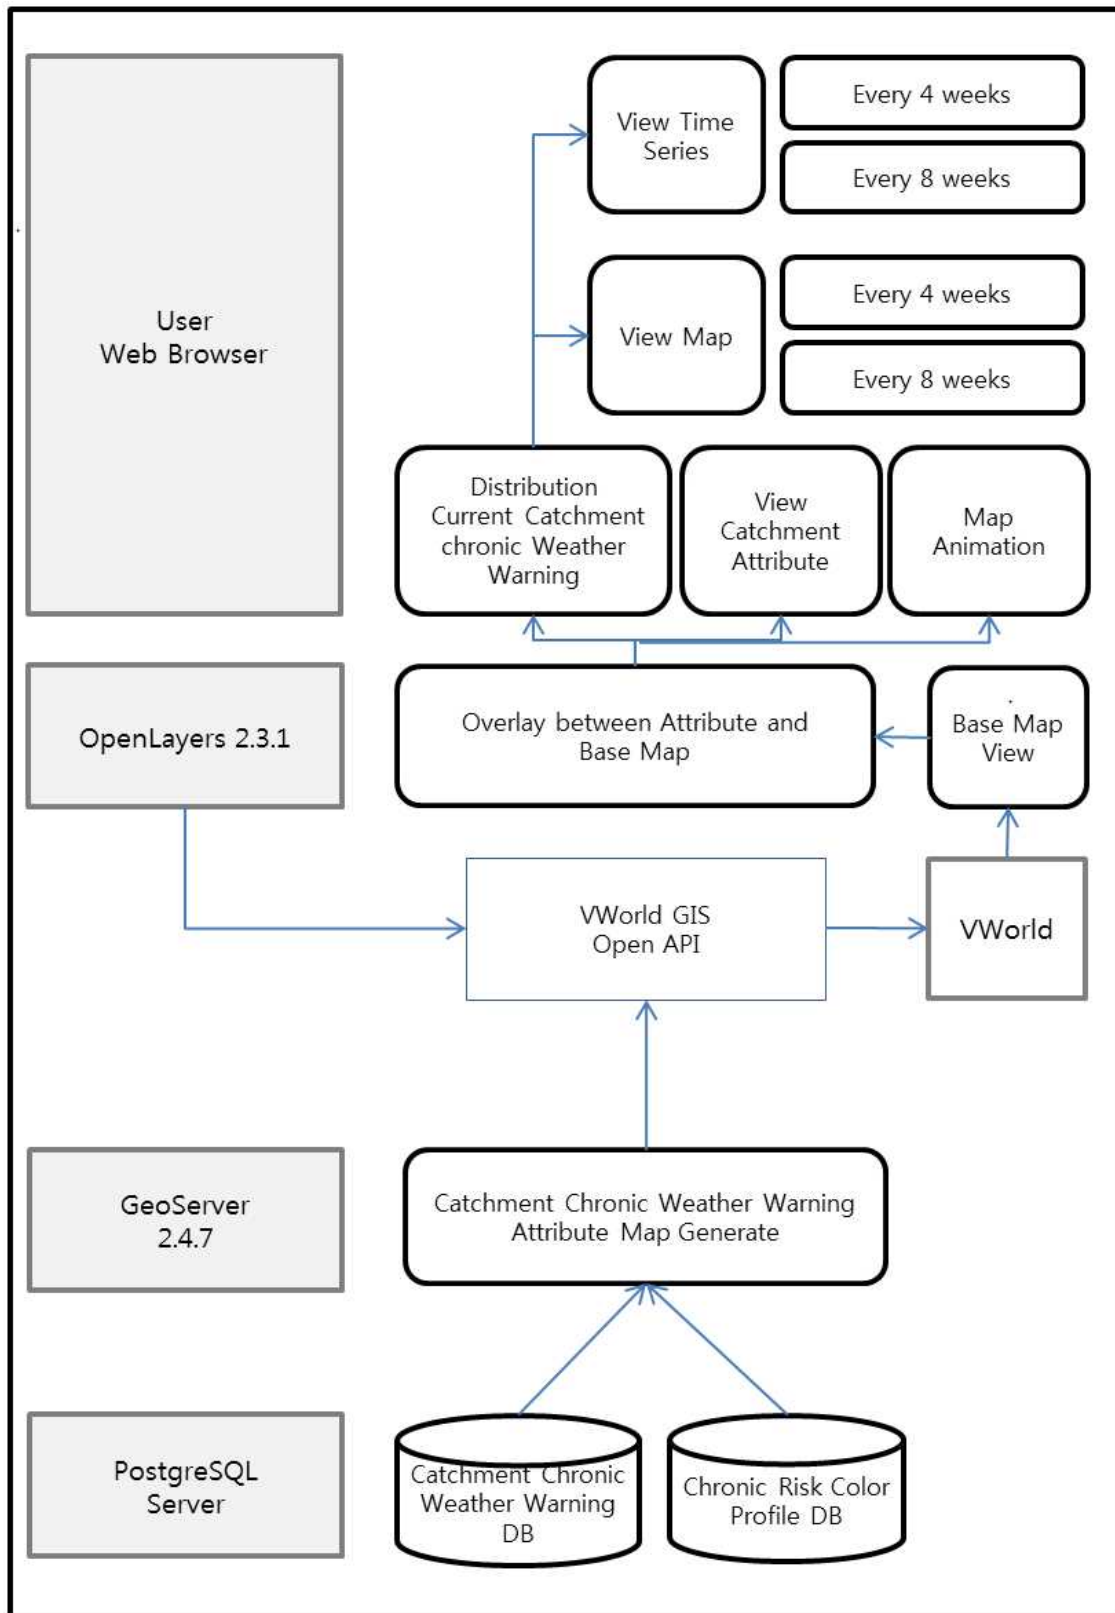 User
Web Browser
View Time
Series
Every 4 weeks
Every 8 weeks
View Map
Every 4 weeks
Every 8 weeks
Distribution
Current Catchment
chronic Weather
Warning
View
Catchment
Attribute
Map
Animation
OpenLayers 2.3.1
Overlay between Attribute and
Base Map
Base Map
View
VWorld GIS
Open API
VWorld
GeoServer
2.4.7
Catchment Chronic Weather Warning
Attribute Map Generate
PostgreSQL
Server
Catchment Chronic
Weather Warning
DB
Chronic Risk Color
Profile DB